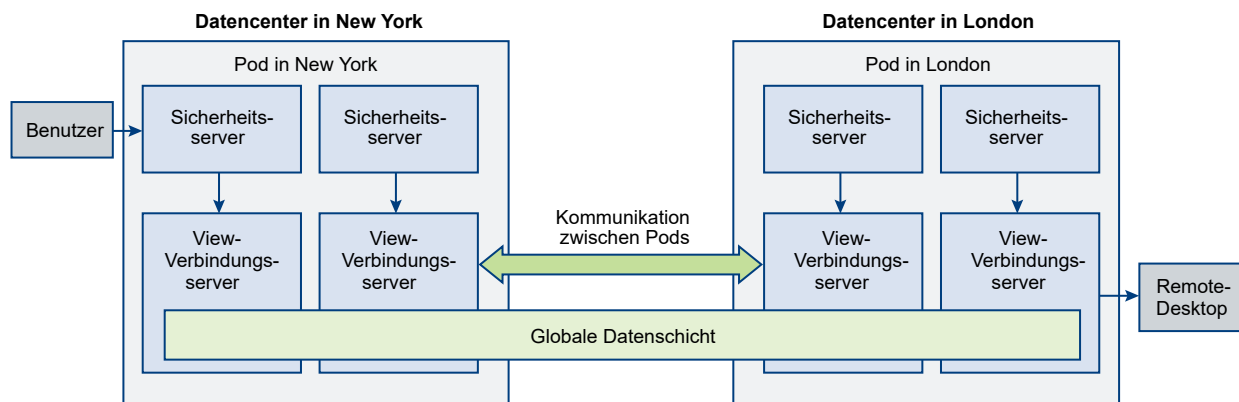 Datencenter in New York
Datencenter in London
Pod in New York
Pod in London
Benutzer
Sicherheits-
server
Sicherheits-
server
Sicherheits-
server
Sicherheits-
server
Kommunikation
zwischen Pods
View-
Verbindungs-
server
View-
Verbindungs-
server
View-
Verbindungs-
server
View-
Verbindungs-
server
Remote-
Desktop
Globale Datenschicht